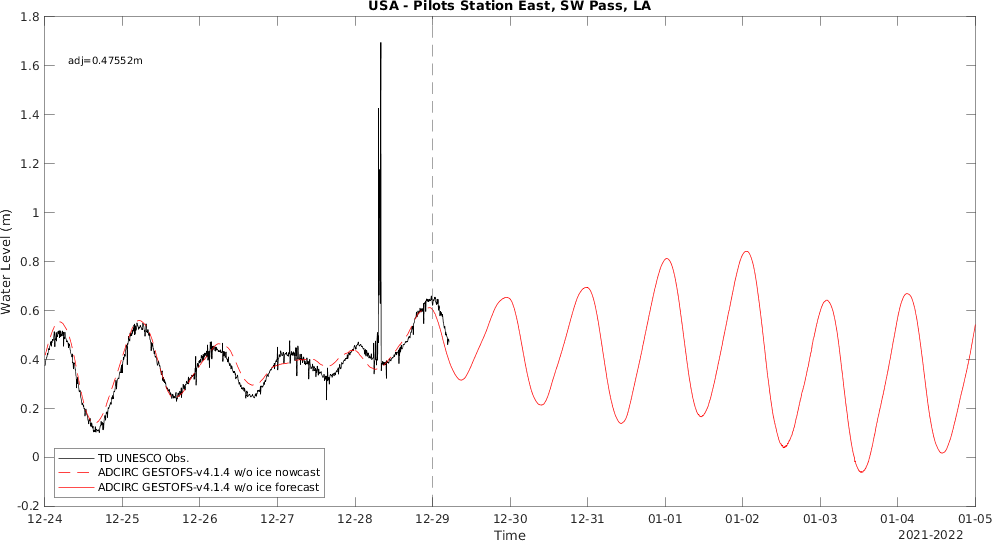 USA - Pilots Station East, SW Pass, LA
1.8
adj=0.47552m
1.6
1.4
1.2
1
0.8
0.6
0.4
0.2
0
-0.2
Water Level (m)
TD UNESCO Obs.
ADCIRC GESTOFS-v4.1.4 w/o ice nowcast
ADCIRC GESTOFS-v4.1.4 w/o ice forecast
12-24 12-25 12-26 12-27 12-28 12-29 12-30 12-31 01-01 01-02 01-03 01-04 01-05
Time
2021-2022